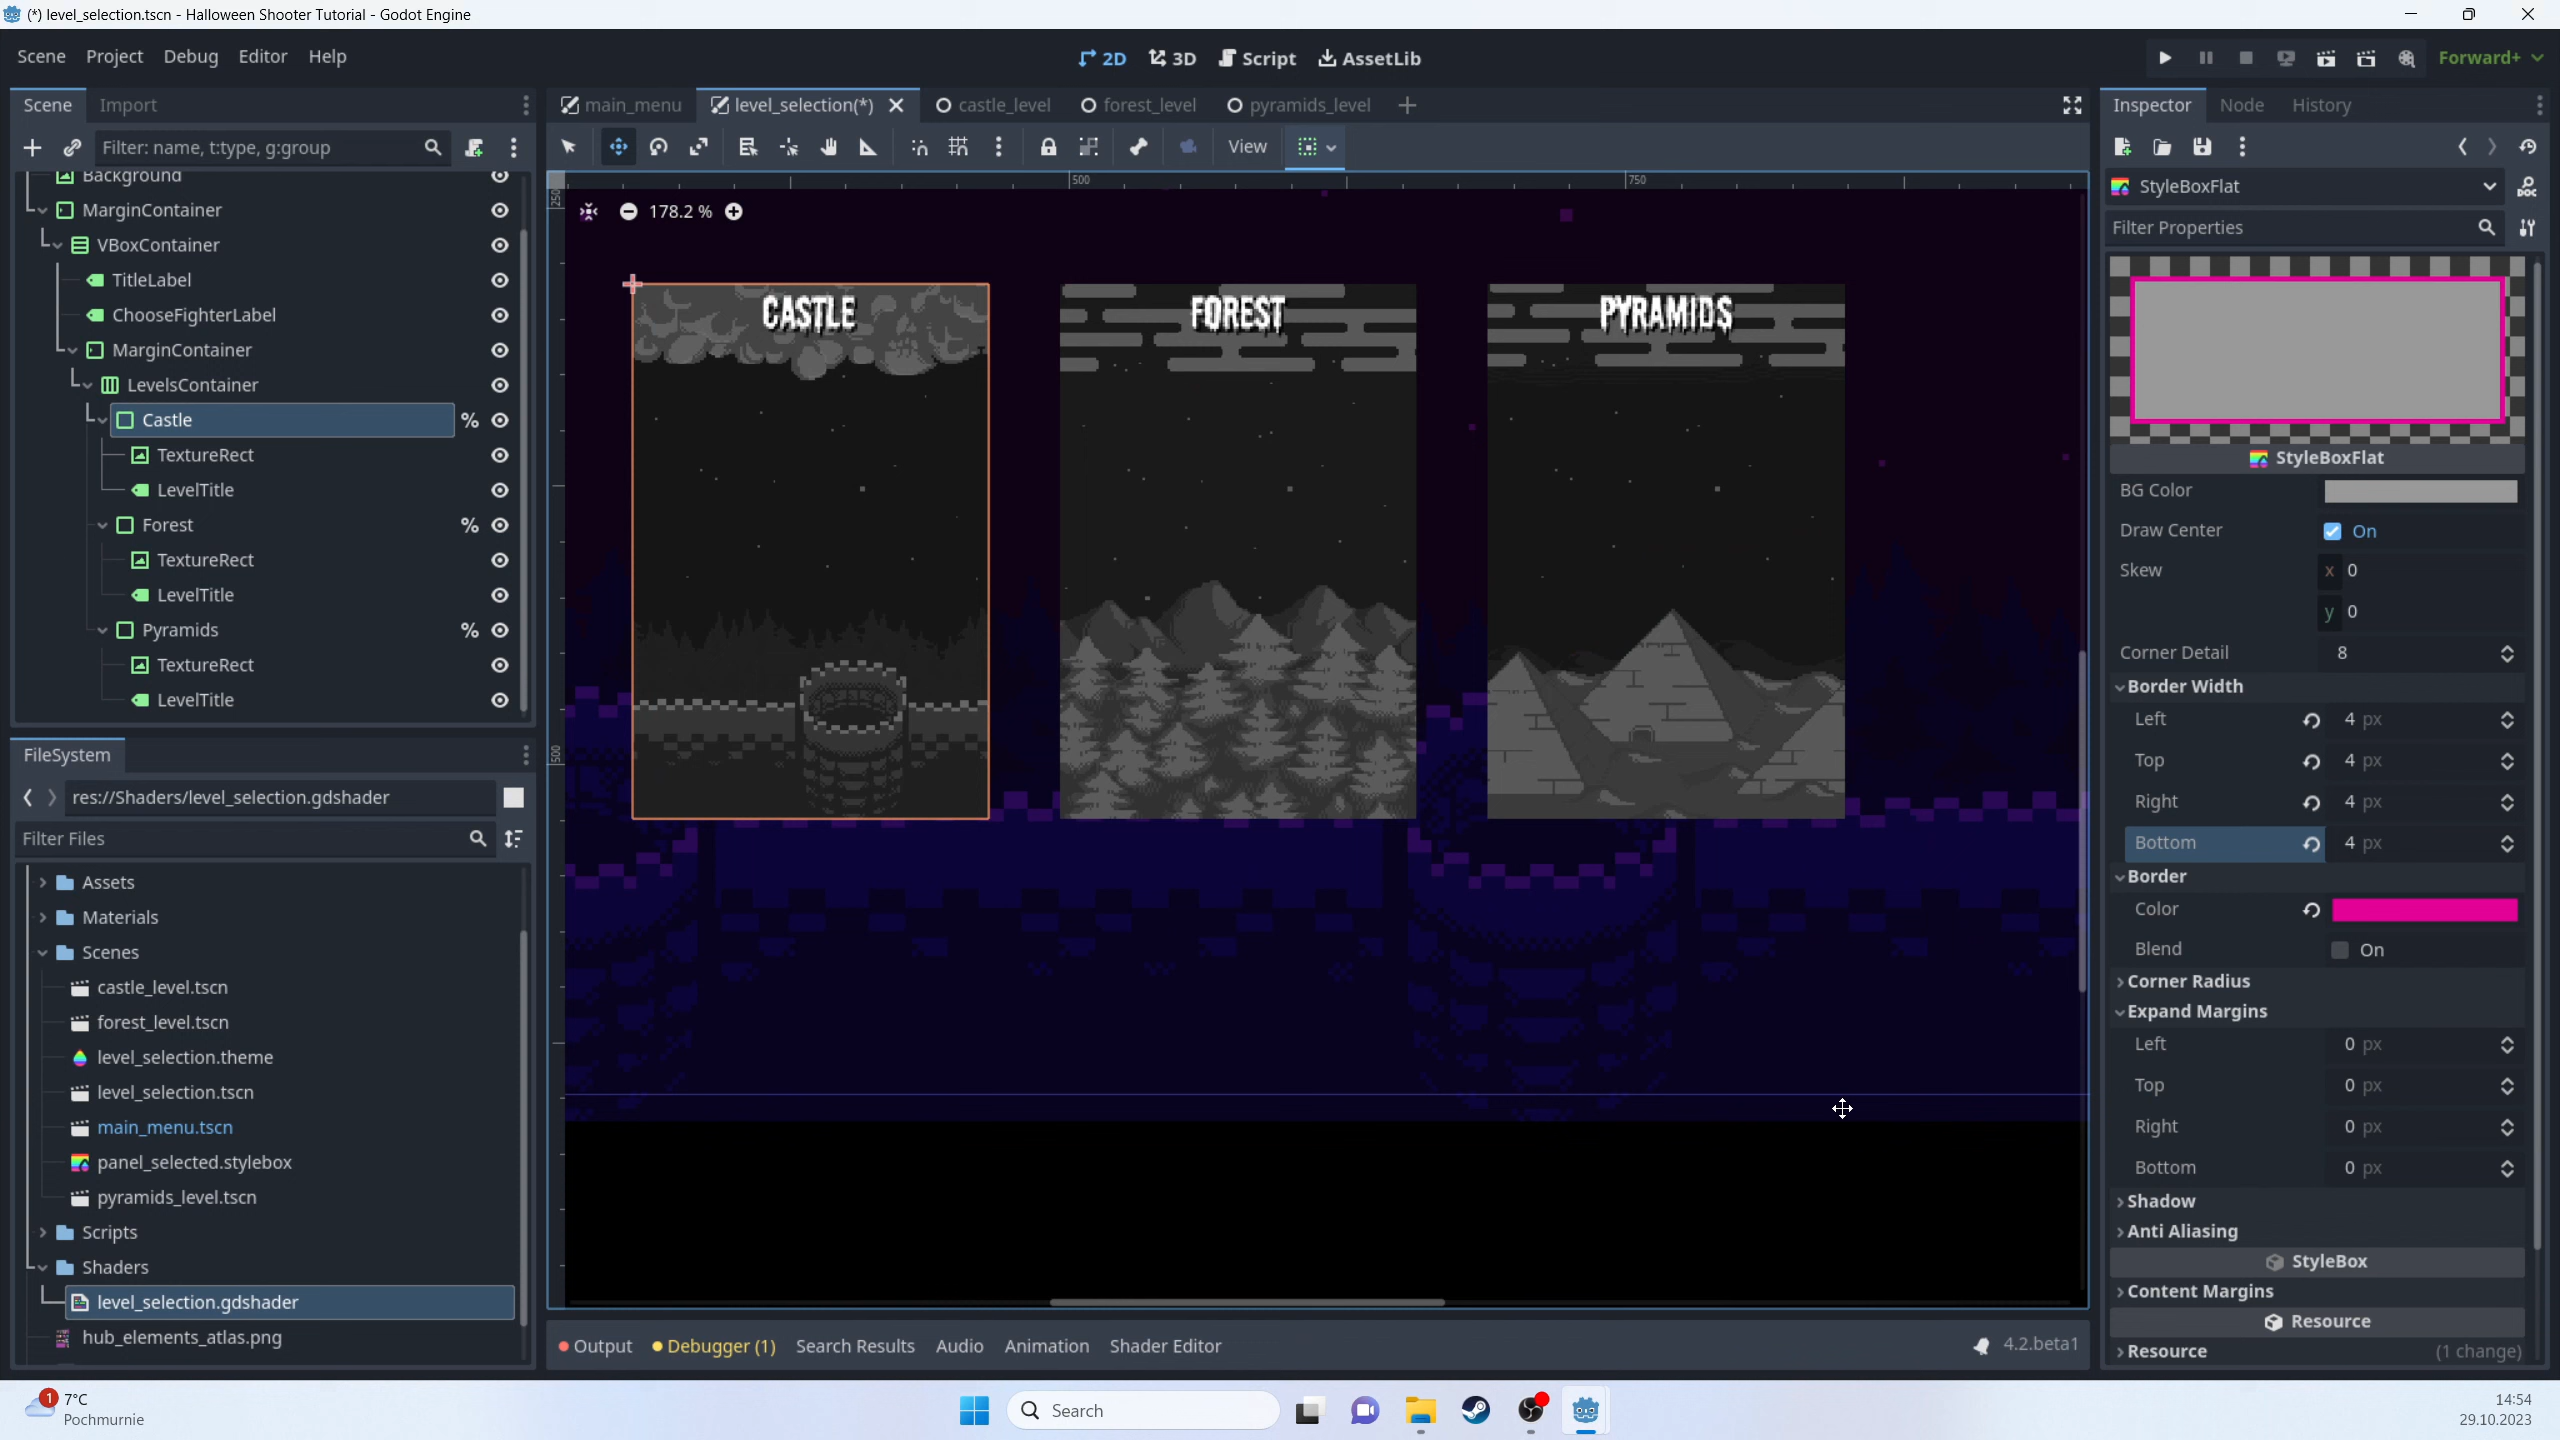 (*) level_selection.tscn - Halloween Shooter Tutorial - Godot Engine
Scene Project Debug Editor Help
2D 3D Script AssetLib
Forward+
Scene Import
main_menu level_selection(*) castle_level forest_level pyramids_level
Inspector Node History
Filter: name, t:type, g:group
View
500 750
250
178.2 %
StyleBoxFlat
Filter Properties
Background
MarginContainer
VBoxContainer
TitleLabel
ChooseFighterLabel
MarginContainer
LevelsContainer
Castle %
TextureRect
LevelTitle
Forest %
TextureRect
LevelTitle
Pyramids %
TextureRect
LevelTitle
CASTLE FOREST PYRAMIDS
500
StyleBoxFlat
BG Color
Draw Center On
Skew x 0
y 0
Corner Detail 8
Border Width
Left 4 px
Top 4 px
Right 4 px
Bottom 4 px
Border
Color
Blend On
Corner Radius
Expand Margins
Left 0 px
Top 0 px
Right 0 px
Bottom 0 px
Shadow
Anti Aliasing
StyleBox
Content Margins
Resource
Resource (1 change)
FileSystem
res://Shaders/level_selection.gdshader
Filter Files
Assets
Materials
Scenes
castle_level.tscn
forest_level.tscn
level_selection.theme
level_selection.tscn
main_menu.tscn
panel_selected.stylebox
pyramids_level.tscn
Scripts
Shaders
level_selection.gdshader
hub_elements_atlas.png
Output Debugger (1) Search Results Audio Animation Shader Editor
4.2.beta1
1
7°C
Pochmurnie
Search
14:54
29.10.2023